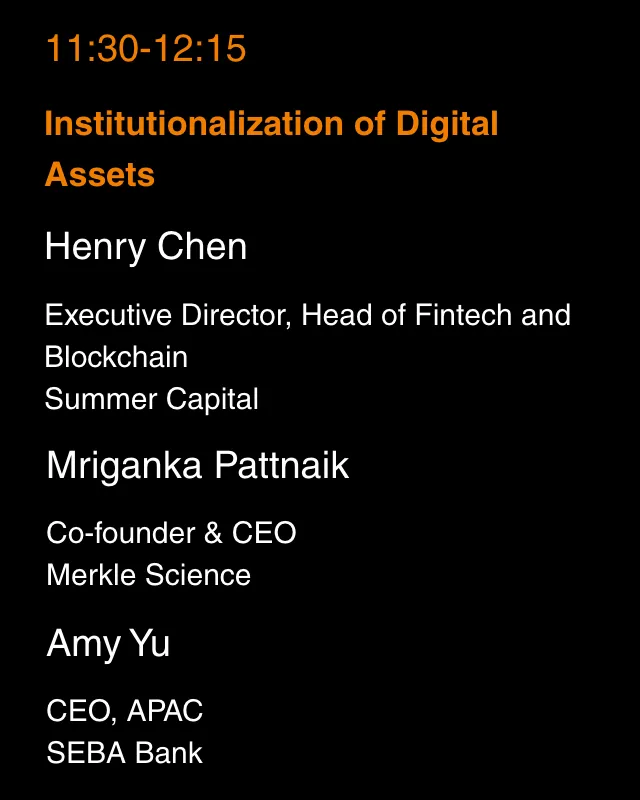 11:30-12:15
Institutionalization of Digital
Assets
Henry Chen
Executive Director, Head of Fintech and
Blockchain
Summer Capital
Mriganka Pattnaik
Co-founder & CEO
Merkle Science
Amy Yu
CEO, APAC
SEBA Bank